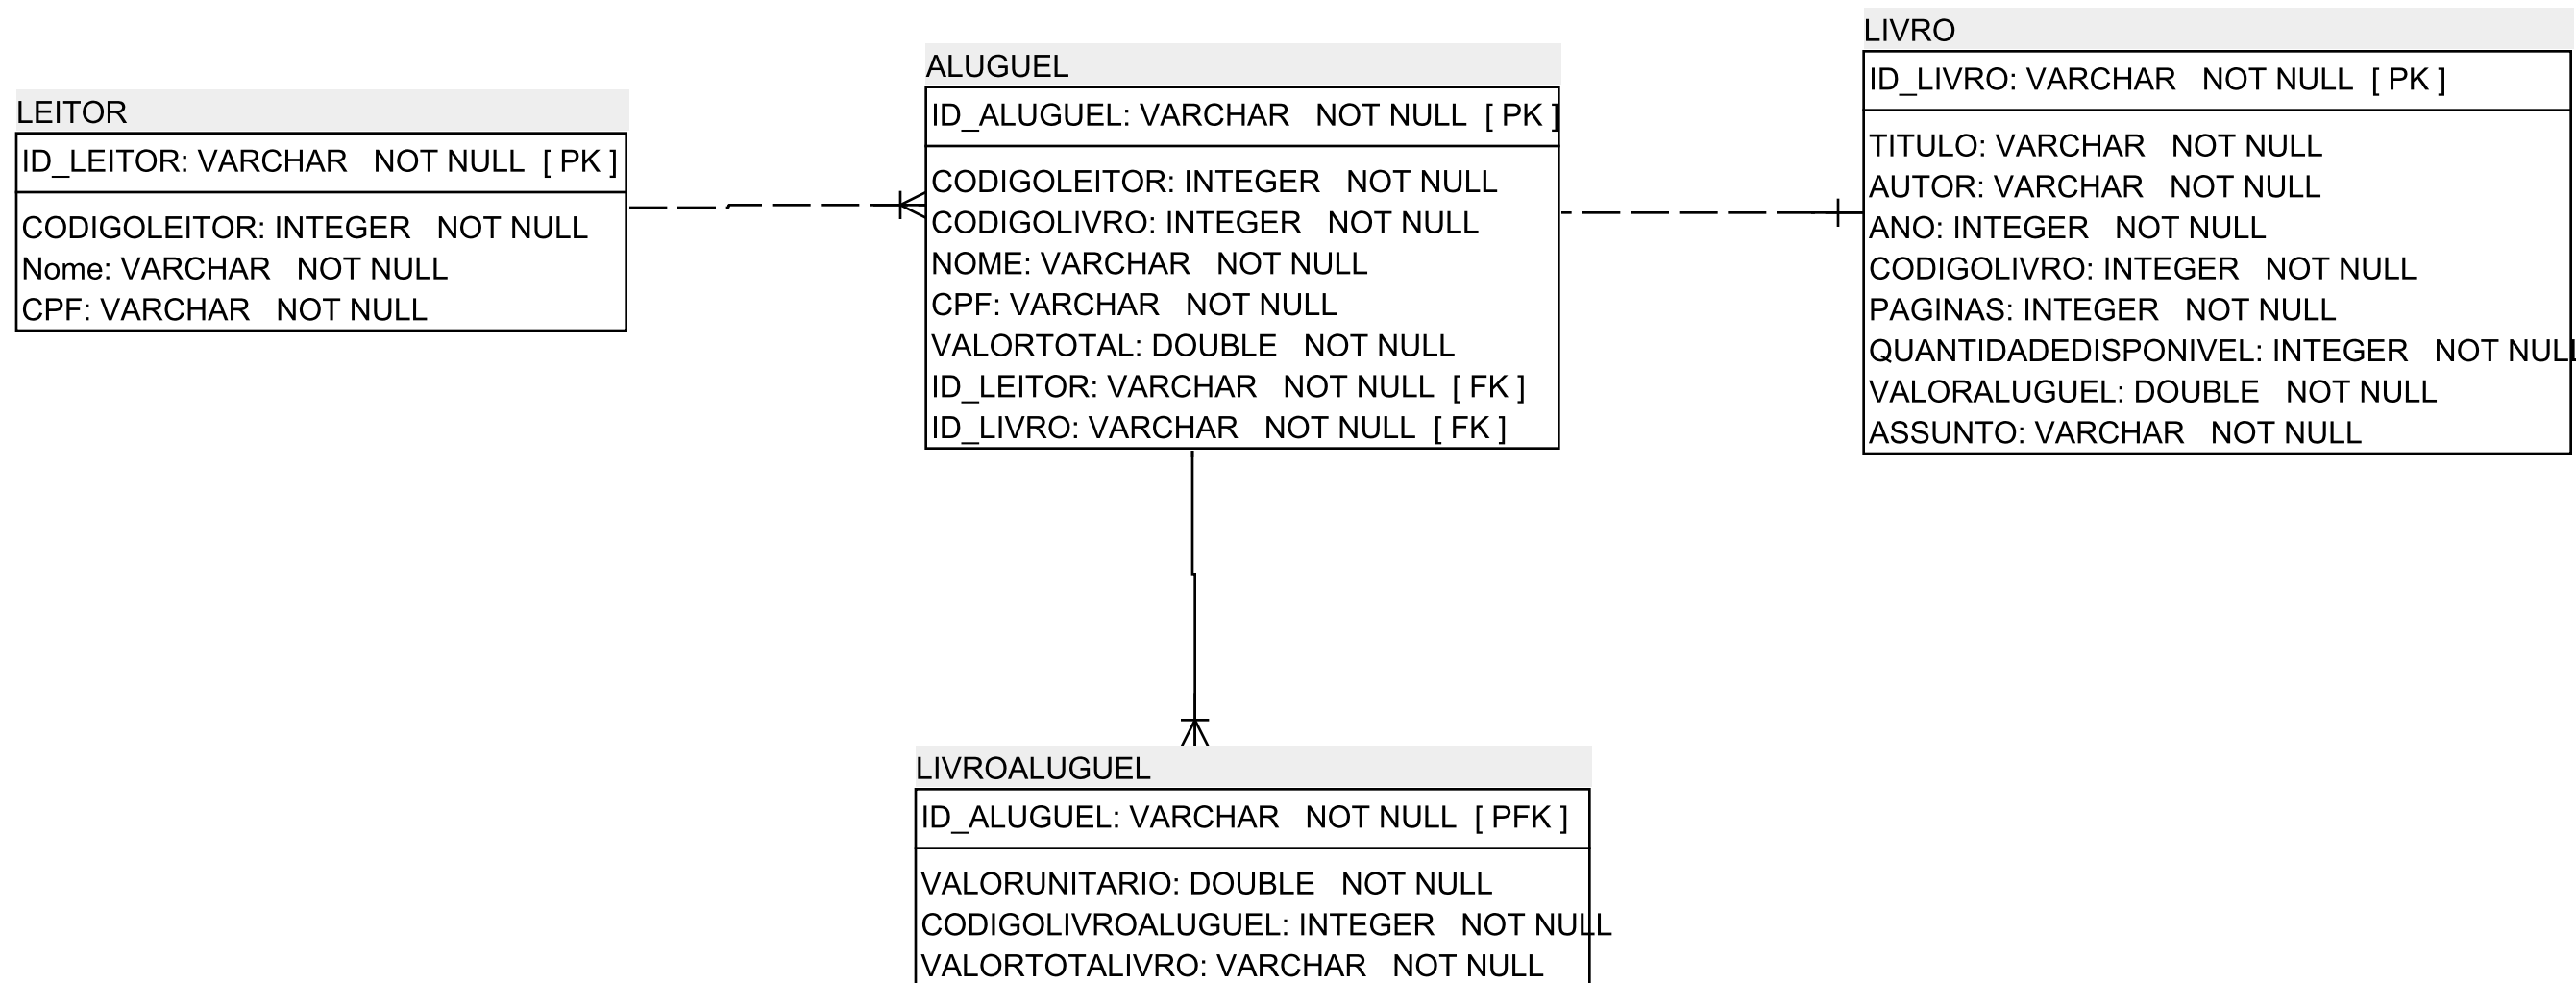 LEITOR
ID_LEITOR: VARCHAR NOT NULL [ PK ]
CODIGOLEITOR: INTEGER NOT NULL
Nome: VARCHAR NOT NULL
CPF: VARCHAR NOT NULL
ALUGUEL
ID_ALUGUEL: VARCHAR NOT NULL [ PK ]
CODIGOLEITOR: INTEGER NOT NULL
CODIGOLIVRO: INTEGER NOT NULL
NOME: VARCHAR NOT NULL
CPF: VARCHAR NOT NULL
VALORTOTAL: DOUBLE NOT NULL
ID_LEITOR: VARCHAR NOT NULL [ FK ]
ID_LIVRO: VARCHAR NOT NULL [ FK ]
LIVRO
ID_LIVRO: VARCHAR NOT NULL [ PK ]
TITULO: VARCHAR NOT NULL
AUTOR: VARCHAR NOT NULL
ANO: INTEGER NOT NULL
CODIGOLIVRO: INTEGER NOT NULL
PAGINAS: INTEGER NOT NULL
QUANTIDADEDISPONIVEL: INTEGER NOT NULL
VALORALUGUEL: DOUBLE NOT NULL
ASSUNTO: VARCHAR NOT NULL
LIVROALUGUEL
ID_ALUGUEL: VARCHAR NOT NULL [ PFK ]
VALORUNITARIO: DOUBLE NOT NULL
CODIGOLIVROALUGUEL: INTEGER NOT NULL
VALORTOTALIVRO: VARCHAR NOT NULL